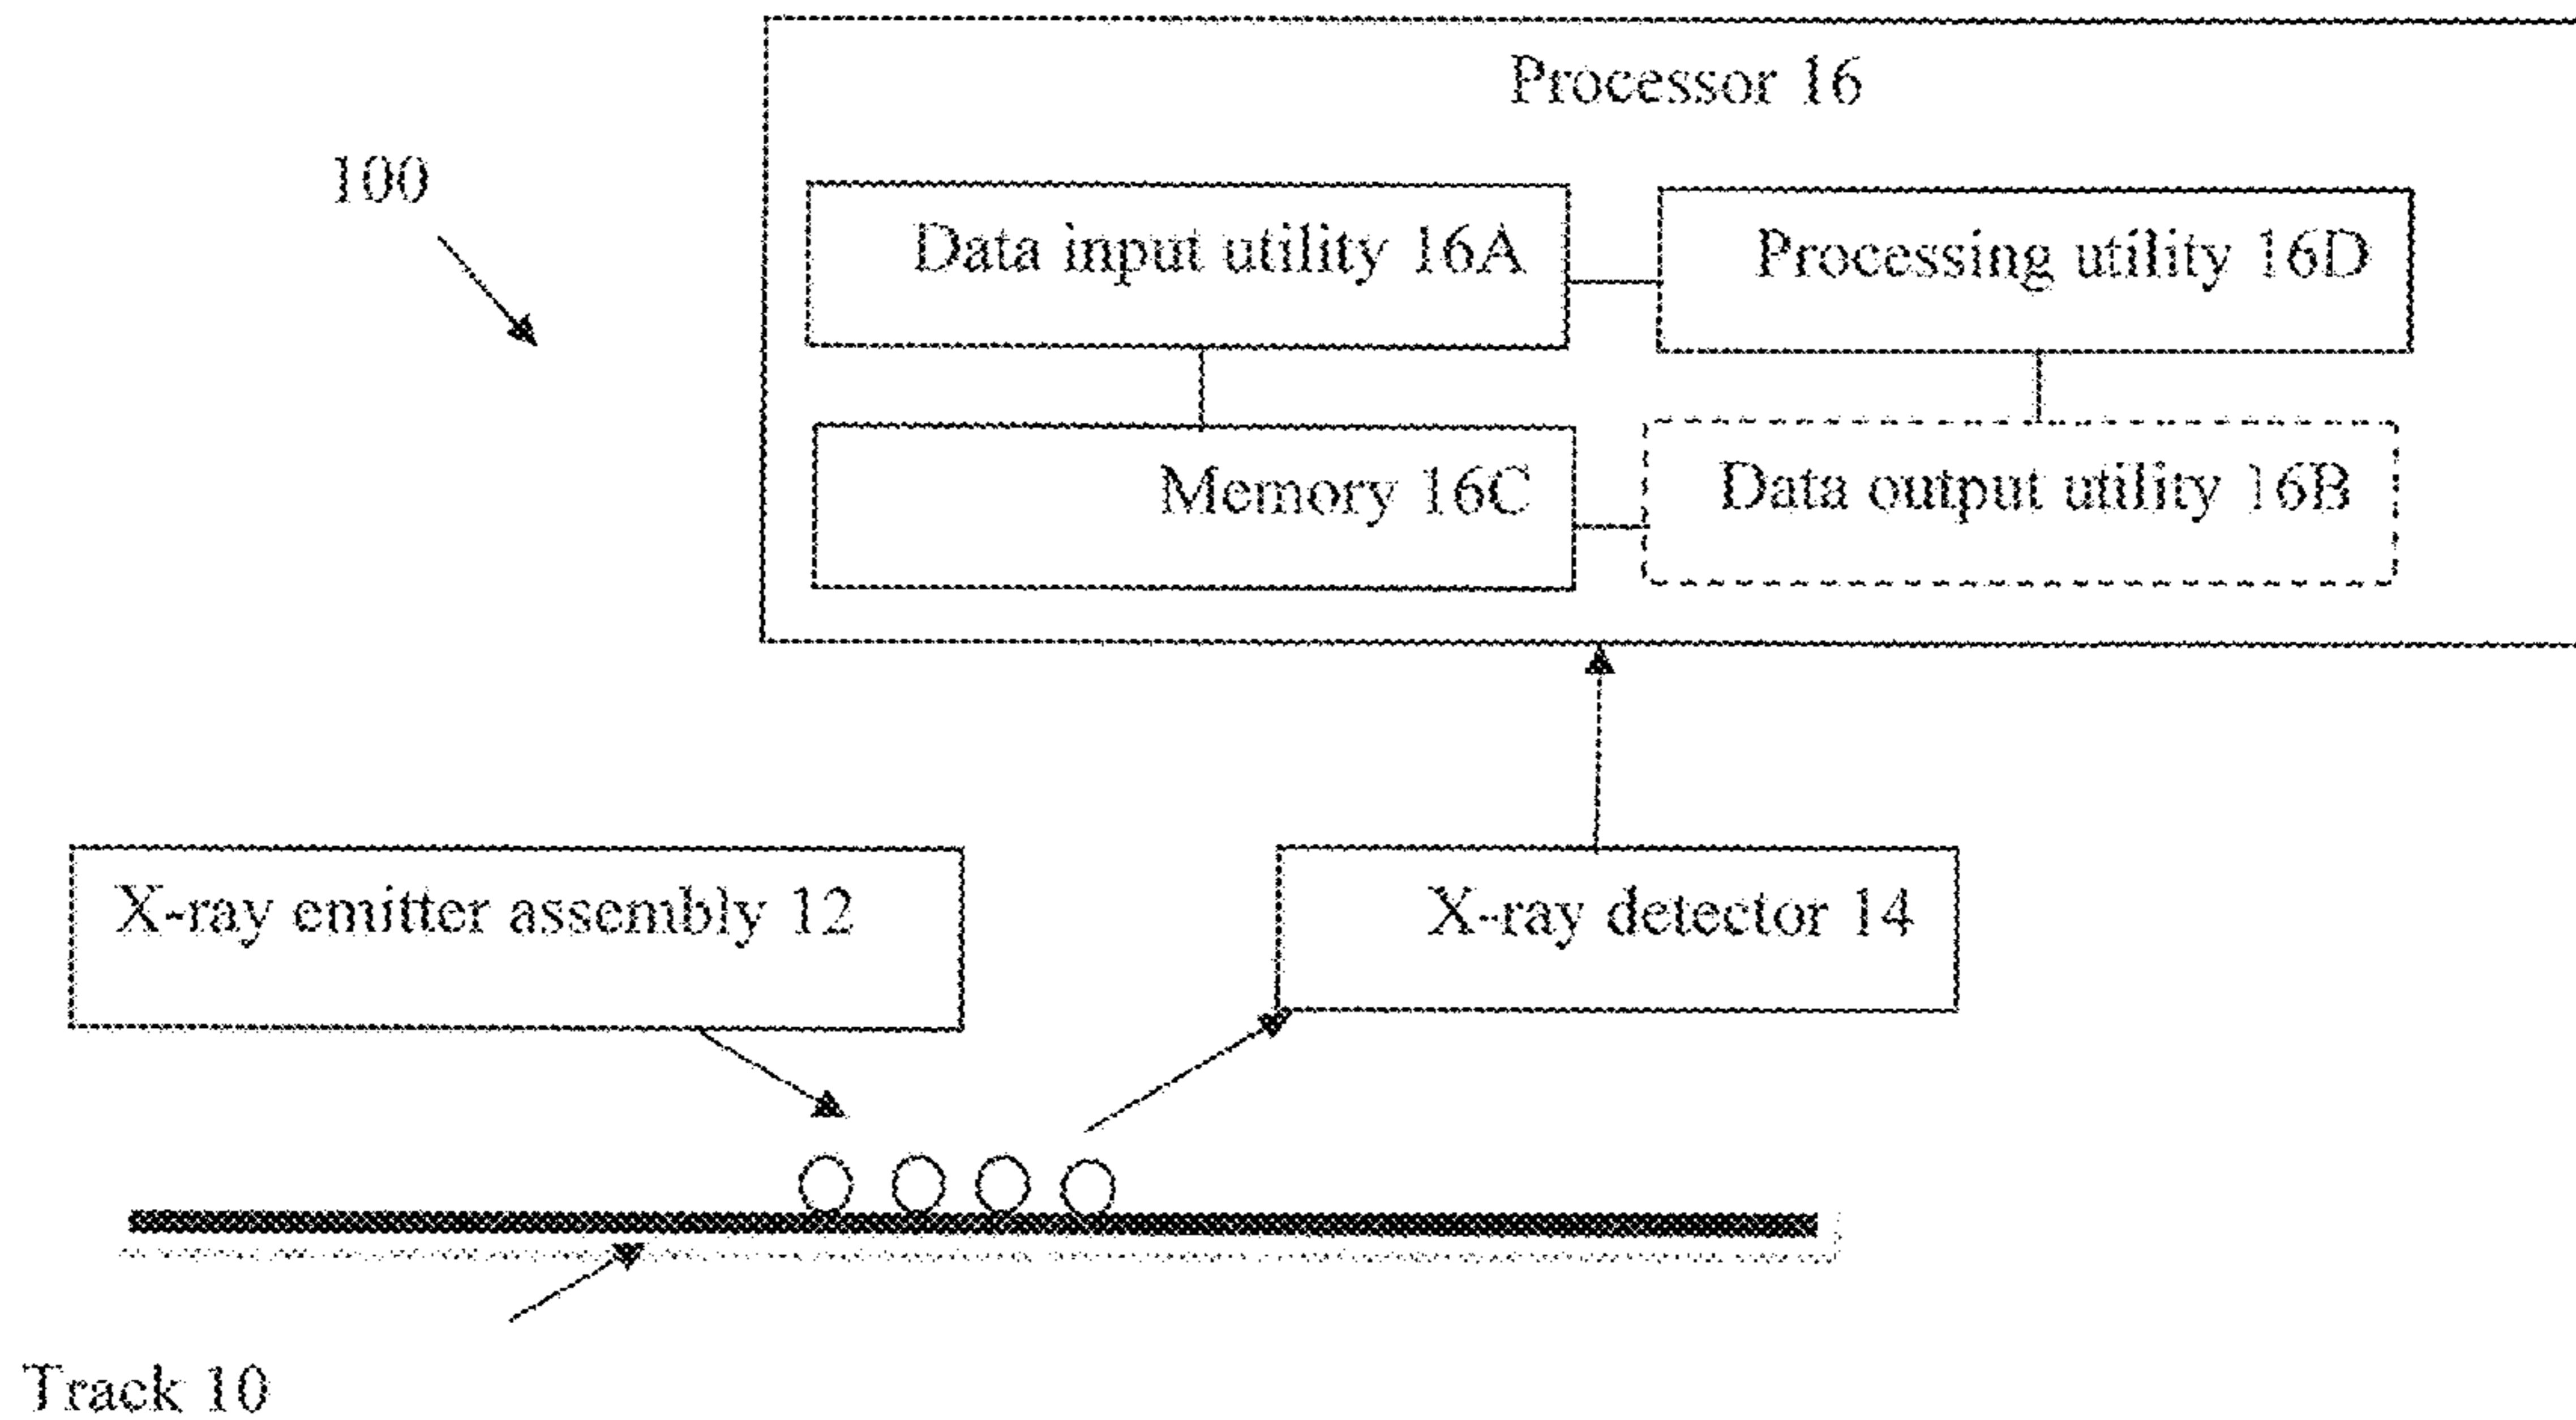 Processor 16
100
Data input utility 16A
Processing utility 16D
Memory 16C
Data output utility 16B
X-ray emitter assembly 12
X-ray detector 14
Track 10